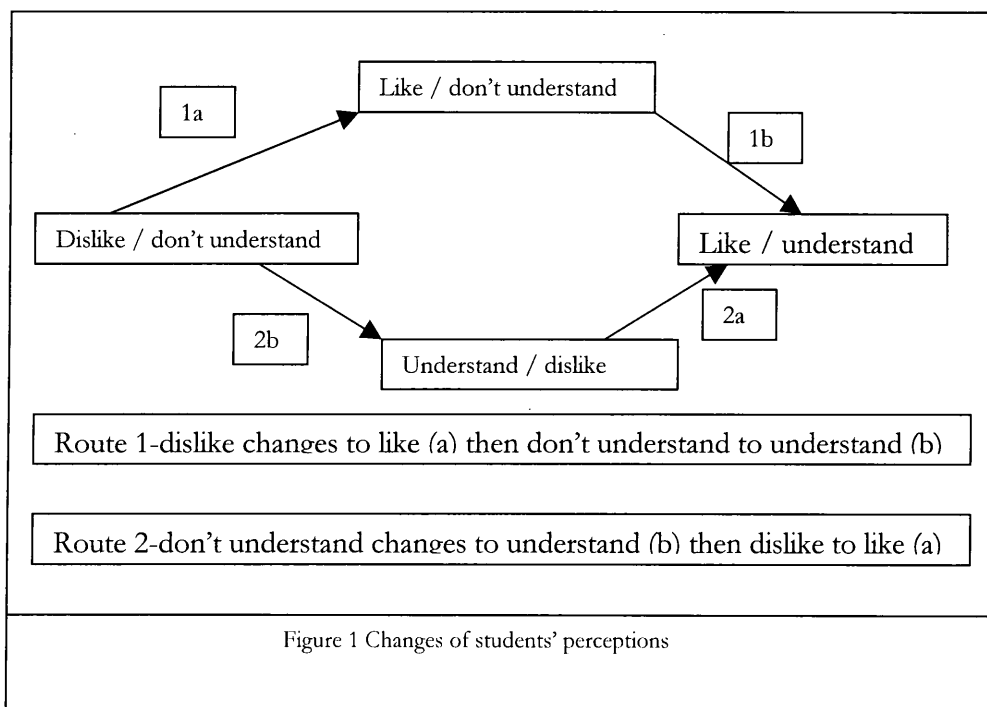 Like / don't understand
1a
1b
Dislike / don't understand
Like / understand
2b
2a
Understand / dislike
Route 1-dislike changes to like (a) then don't understand to understand (b)
Route 2-don't understand changes to understand (b) then dislike to like (a)
Figure 1 Changes of students' perceptions